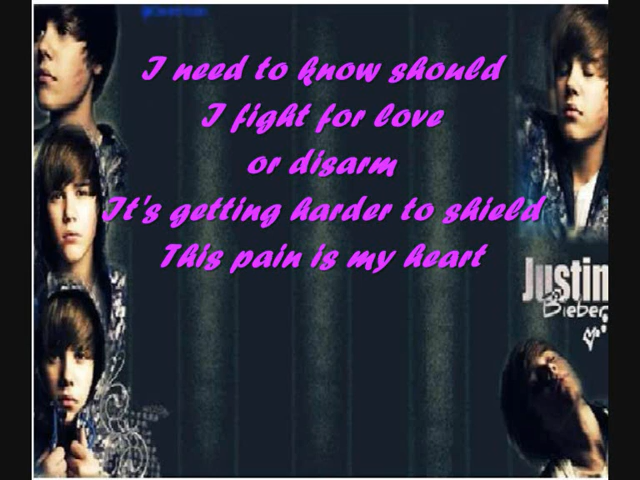 I need to know should
I fight for love
or disarm
It's getting harder to shield
This pain is my heart
Justin
Bieber